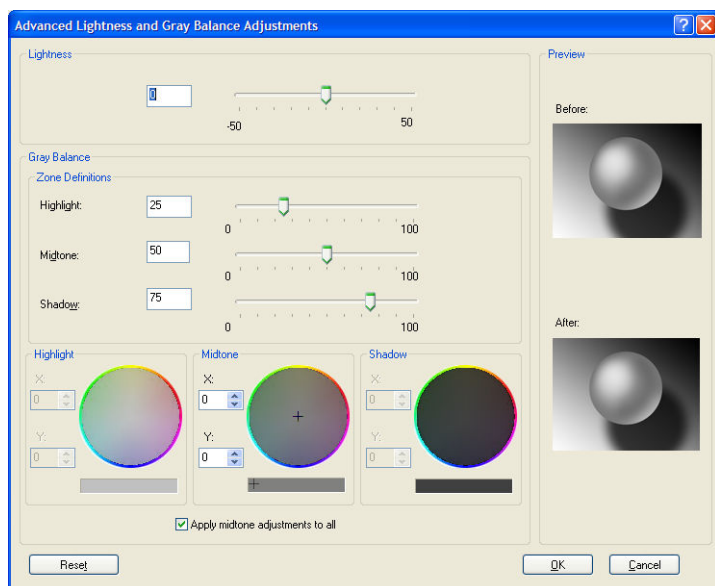 Advanced Lightness and Gray Balance Adjustments
Lightness
0
-50 50
Gray Balance
Zone Definitions
Highlight: 25
0 100
Midtone: 50
0 100
Shadow: 75
0 100
Highlight
X:
0
Y:
0
Midtone
X:
0
Y:
0
Shadow
X:
0
Y:
0
Apply midtone adjustments to all
Preview
Before:
After:
Reset
OK
Cancel